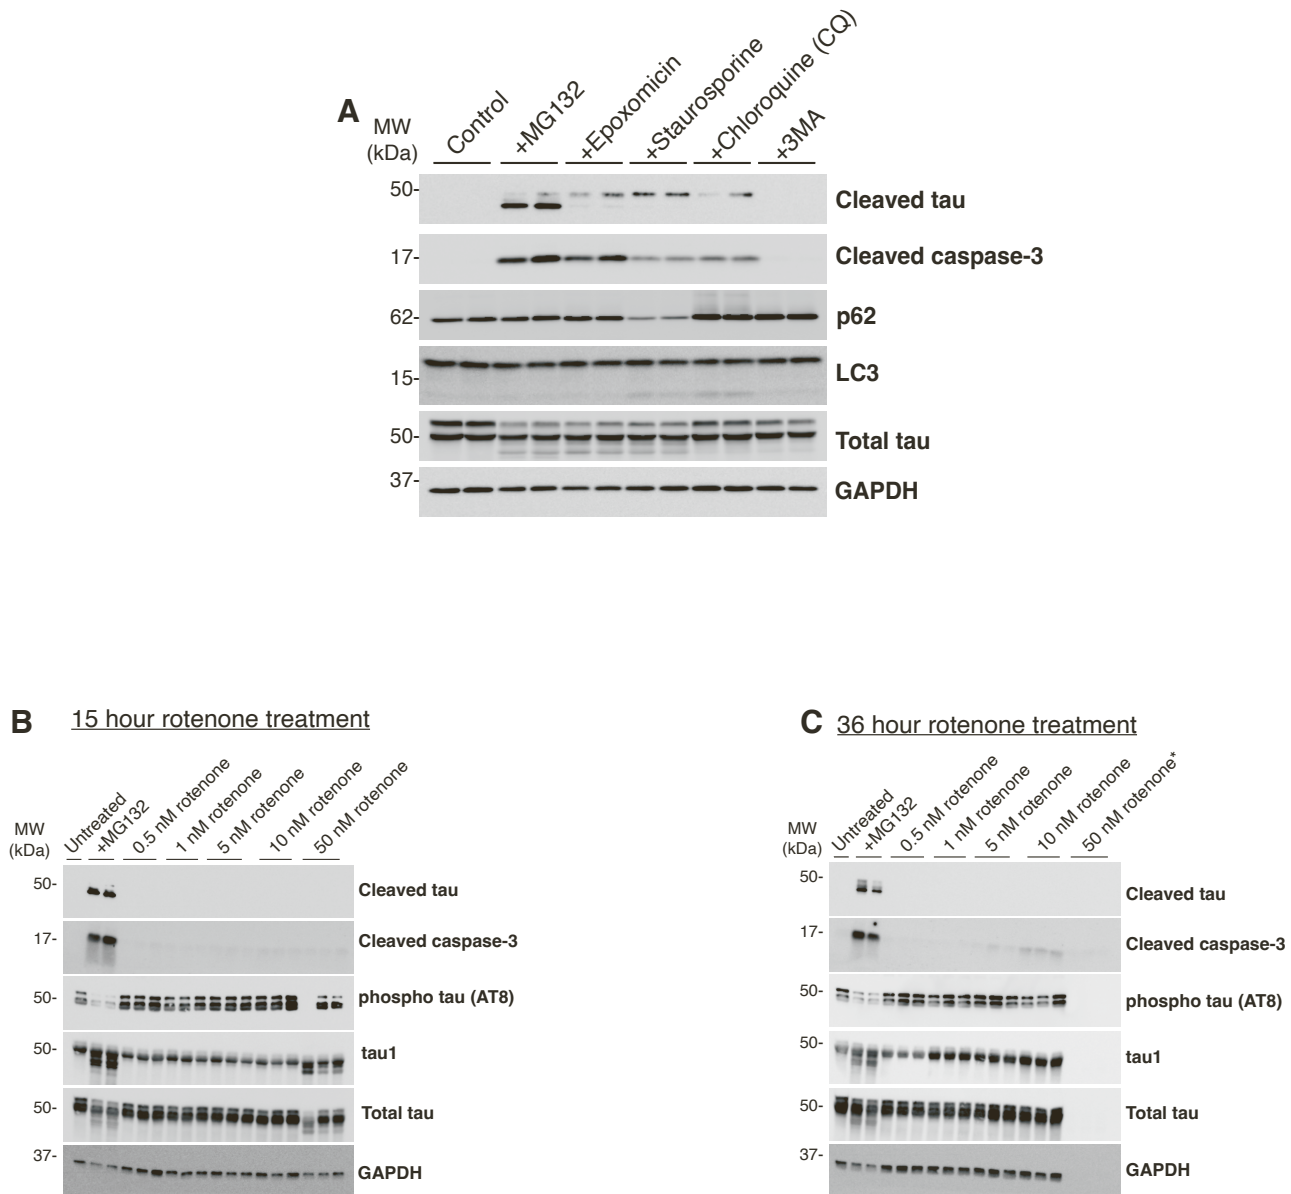 A
MW
(kDa)
Control
+MG132
+Epoxomicin
+Staurosporine
+Chloroquine (CQ)
+3MA
50-
Cleaved tau
17-
Cleaved caspase-3
62-
p62
15-
LC3
50-
Total tau
37-
GAPDH
B
15 hour rotenone treatment
MW
(kDa)
Untreated
+MG132
0.5 nM rotenone
1 nM rotenone
5 nM rotenone
10 nM rotenone
50 nM rotenone
50-
Cleaved tau
17-
Cleaved caspase-3
50-
phospho tau (AT8)
50-
tau1
50-
Total tau
37-
GAPDH
C
36 hour rotenone treatment
MW
(kDa)
Untreated
+MG132
0.5 nM rotenone
1 nM rotenone
5 nM rotenone
10 nM rotenone
50 nM rotenone*
50-
Cleaved tau
17-
Cleaved caspase-3
50-
phospho tau (AT8)
50-
tau1
50-
Total tau
37-
GAPDH